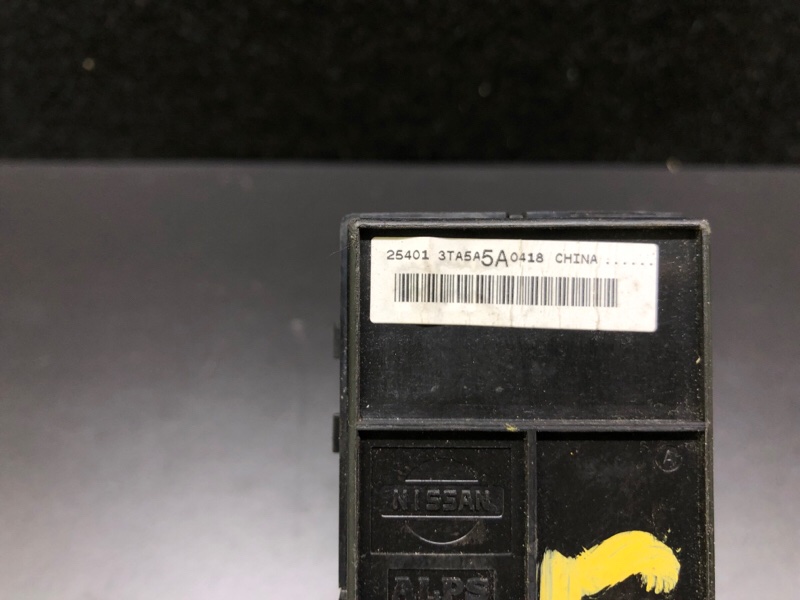 25401 3TA5A5A0418 CHINA ......
NISSAN
A
ALPS